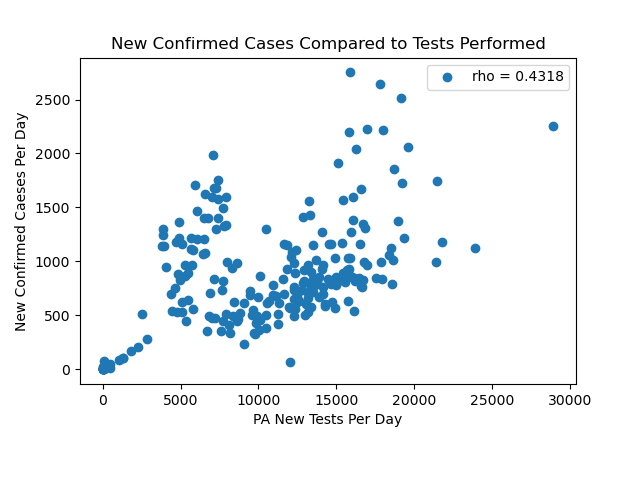 New Confirmed Cases Compared to Tests Performed
rho = 0.4318
New Confirmed Caeses Per Day
2500
2000
1500
1000
500
0
0 5000 10000 15000 20000 25000 30000
PA New Tests Per Day